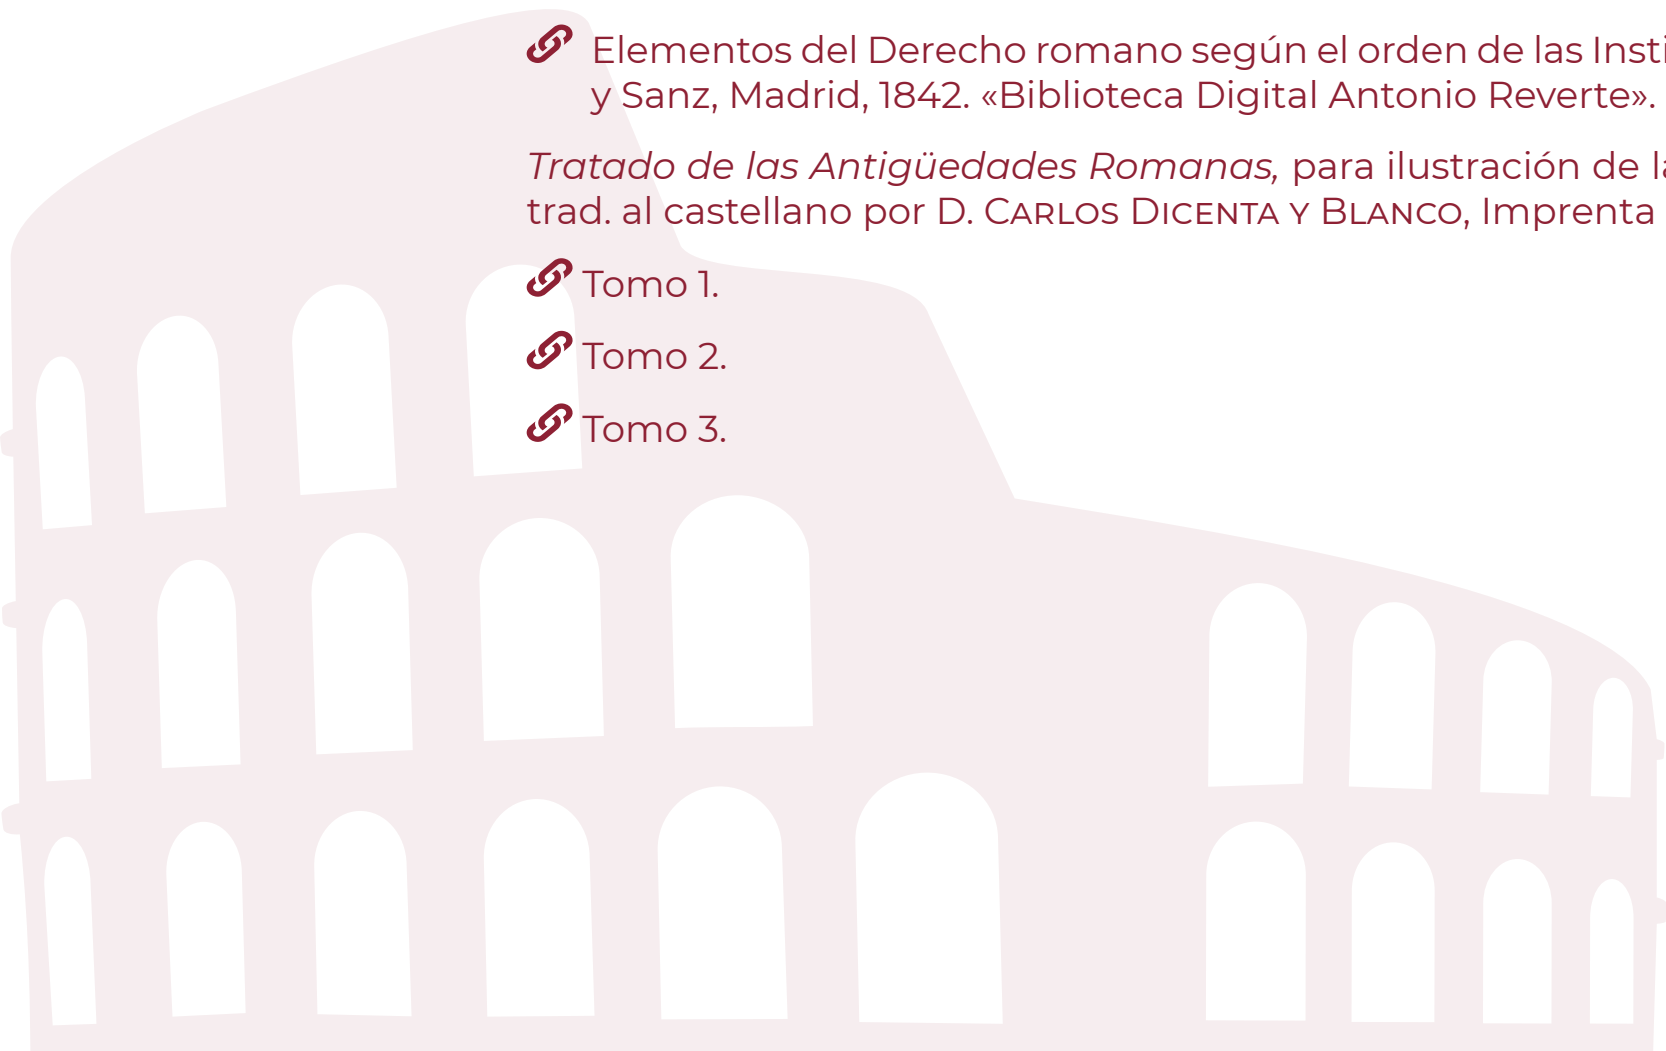 Elementos del Derecho romano según el orden de las Insti
y Sanz, Madrid, 1842. «Biblioteca Digital Antonio Reverte».
Tratado de las Antigüedades Romanas, para ilustración de la
trad. al castellano por D. CARLOS DICENTA Y BLANCO, Imprenta
Tomo 1.
Tomo 2.
Tomo 3.